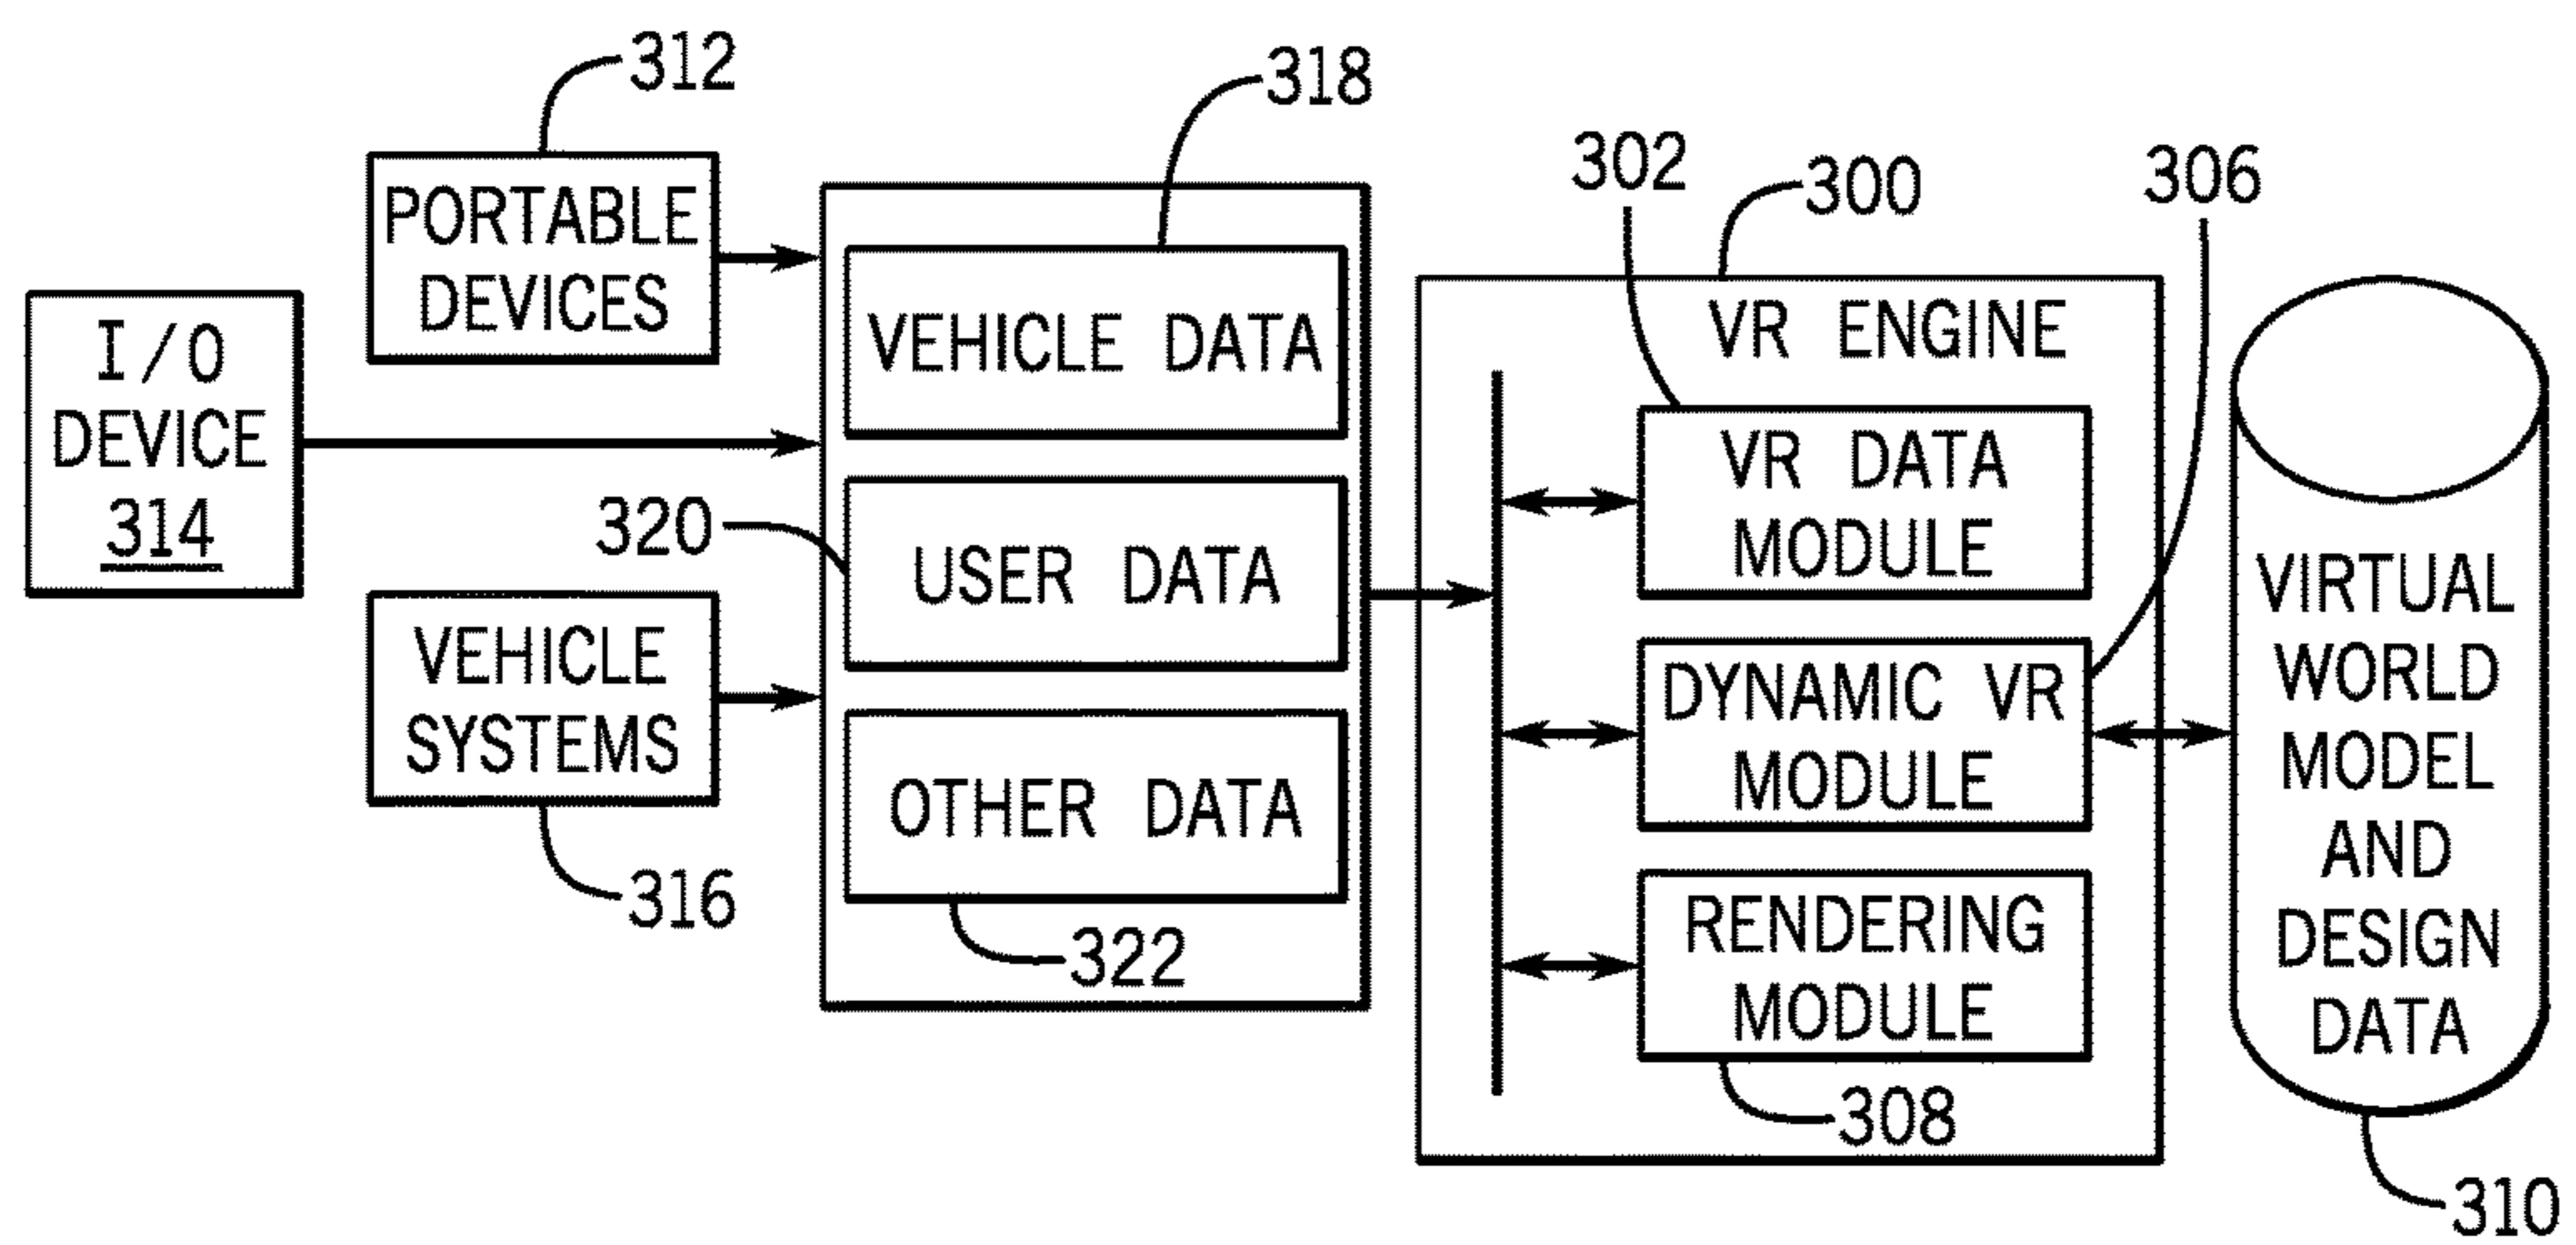 312
318
302
300
306
PORTABLE
DEVICES
I/O
DEVICE
314
VEHICLE DATA
320
USER DATA
VEHICLE
SYSTEMS
316
OTHER DATA
322
VR ENGINE
VR DATA
MODULE
DYNAMIC VR
MODULE
RENDERING
MODULE
308
VIRTUAL
WORLD
MODEL
AND
DESIGN
DATA
310